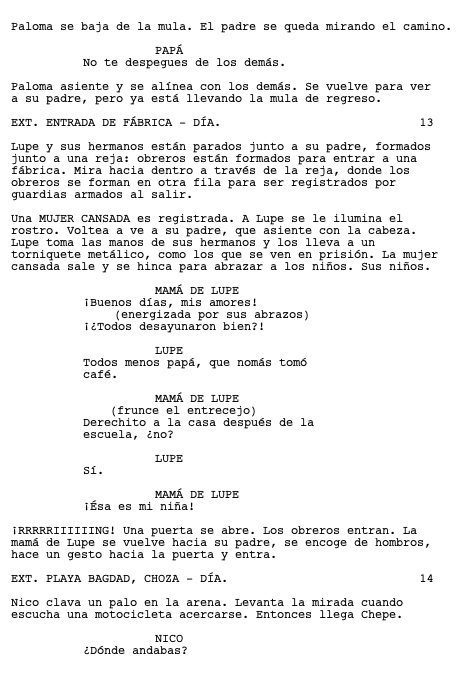 Paloma se baja de la mula. El padre se queda mirando el camino.
PAPÁ
No te despegues de los demás.
Paloma asiente y se alínea con los demás. Se vuelve para ver
a su padre, pero ya está llevando la mula de regreso.
EXT. ENTRADA DE FÁBRICA – DÍA. 13
Lupe y sus hermanos están parados junto a su padre, formados
junto a una reja: obreros están formados para entrar a una
fábrica. Mira hacia dentro a través de la reja, donde los
obreros se forman en otra fila para ser registrados por
guardias armados al salir.
Una MUJER CANSADA es registrada. A Lupe se le ilumina el
rostro. Voltea a ve a su padre, que asiente con la cabeza.
Lupe toma las manos de sus hermanos y los lleva a un
torniquete metálico, como los que se ven en prisión. La mujer
cansada sale y se hinca para abrazar a los niños. Sus niños.
MAMÁ DE LUPE
¡Buenos días, mis amores!
(energizada por sus abrazos)
¡¿Todos desayunaron bien?!
LUPE
Todos menos papá, que nomás tomó
café.
MAMÁ DE LUPE
(frunce el entrecejo)
Derechito a la casa después de la
escuela, ¿no?
LUPE
Sí.
MAMÁ DE LUPE
¡Ésa es mi niña!
¡RRRRRIIIIIING! Una puerta se abre. Los obreros entran. La
mamá de Lupe se vuelve hacia su padre, se encoge de hombros,
hace un gesto hacia la puerta y entra.
EXT. PLAYA BAGDAD, CHOZA – DÍA. 14
Nico clava un palo en la arena. Levanta la mirada cuando
escucha una motocicleta acercarse. Entonces llega Chepe.
NICO
¿Dónde andabas?